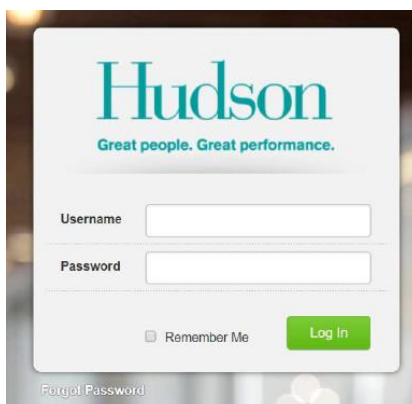 Hudson
Great people. Great performance.
Username
Password
Remember Me Log In
Forgot Password